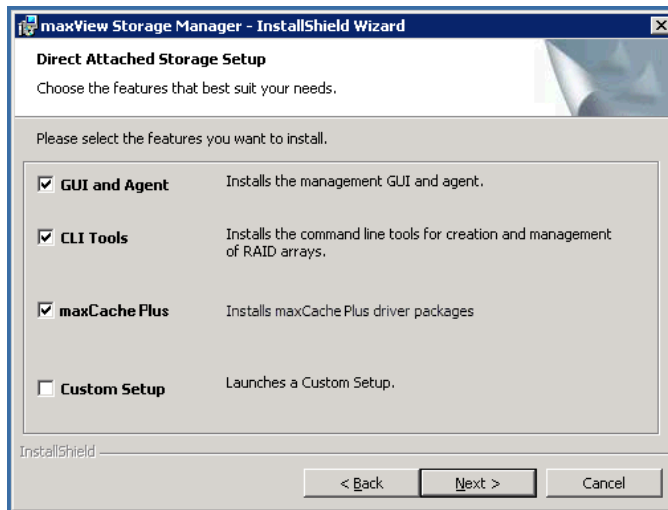 maxView Storage Manager - InstallShield Wizard
Direct Attached Storage Setup
Choose the features that best suit your needs.
Please select the features you want to install.
GUI and Agent
Installs the management GUI and agent.
CLI Tools
Installs the command line tools for creation and management
of RAID arrays.
maxCache Plus
Installs maxCache Plus driver packages
Custom Setup
Launches a Custom Setup.
InstallShield
< Back
Next >
Cancel